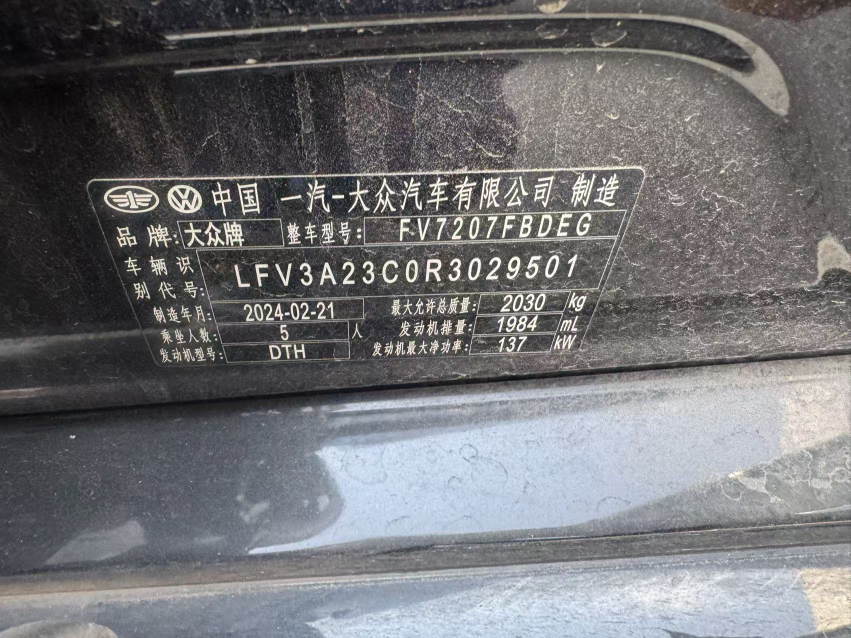 中国 一汽-大众汽车有限公司 制造
品牌: 大众牌 整车型号: FV7207FBDEG
车辆识别代号: LFV3A23C0R3029501
制造年月: 2024-02-21 最大允许总质量: 2030 kg
乘坐人数: 5 人 发动机排量: 1984 mL
发动机型号: DTH 发动机最大净功率: 137 kW